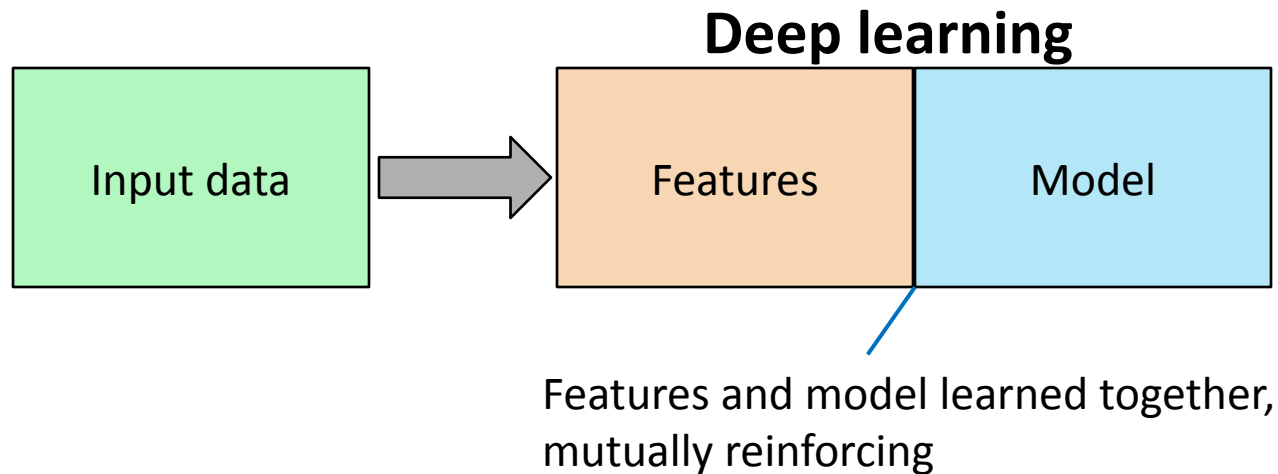 Deep learning
Input data
Features
Model
Features and model learned together,
mutually reinforcing